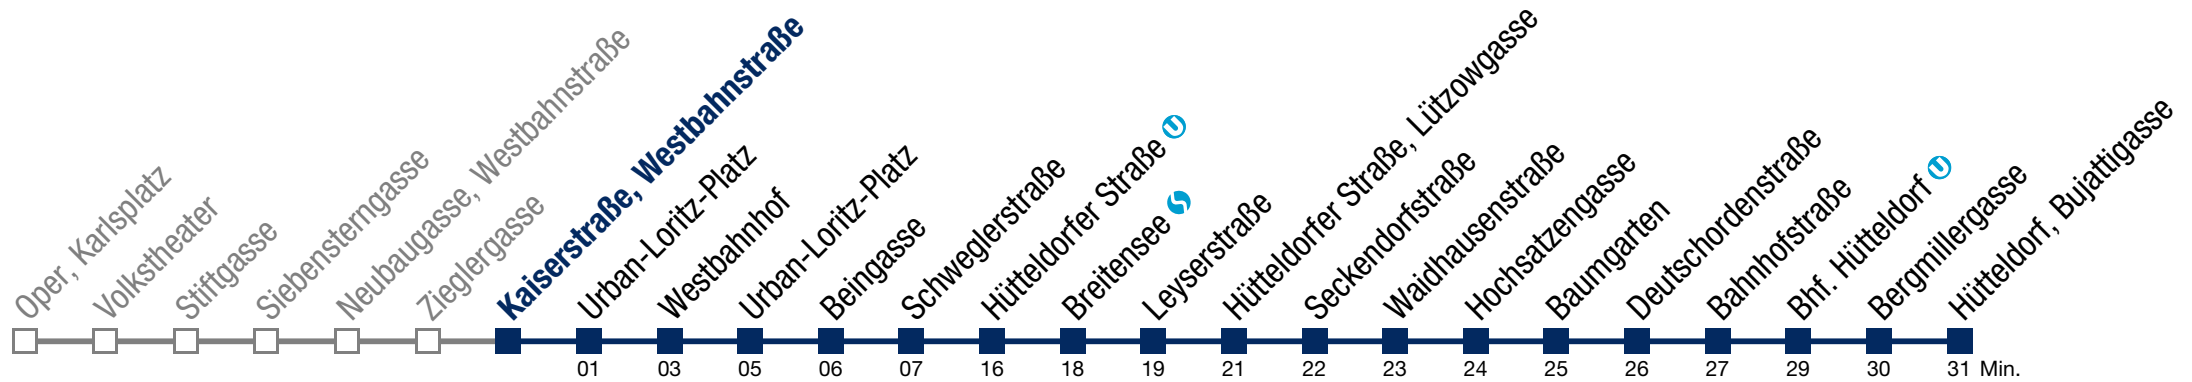 Oper, Karlsplatz
Volkstheater
Stiftgasse
Siebensterngasse
Neubaugasse, Westbahnstraße
Zieglergasse
Kaiserstraße, Westbahnstraße
Urban-Loritz-Platz
Westbahnhof
Urban-Loritz-Platz
Beingasse
Schweglerstraße
Hütteldorfer Straße U
Breitensee S
Leyserstraße
Hütteldorfer Straße, Lützowgasse
Seckendorfstraße
Waidhausenstraße
Hochsatzengasse
Baumgarten
Deutschordenstraße
Bahnhofstraße
Bhf. Hütteldorf U
Bergmillergasse
Hütteldorf, Bujattigasse
01 03 05 06 07 16 18 19 21 22 23 24 25 26 27 29 30 31 Min.